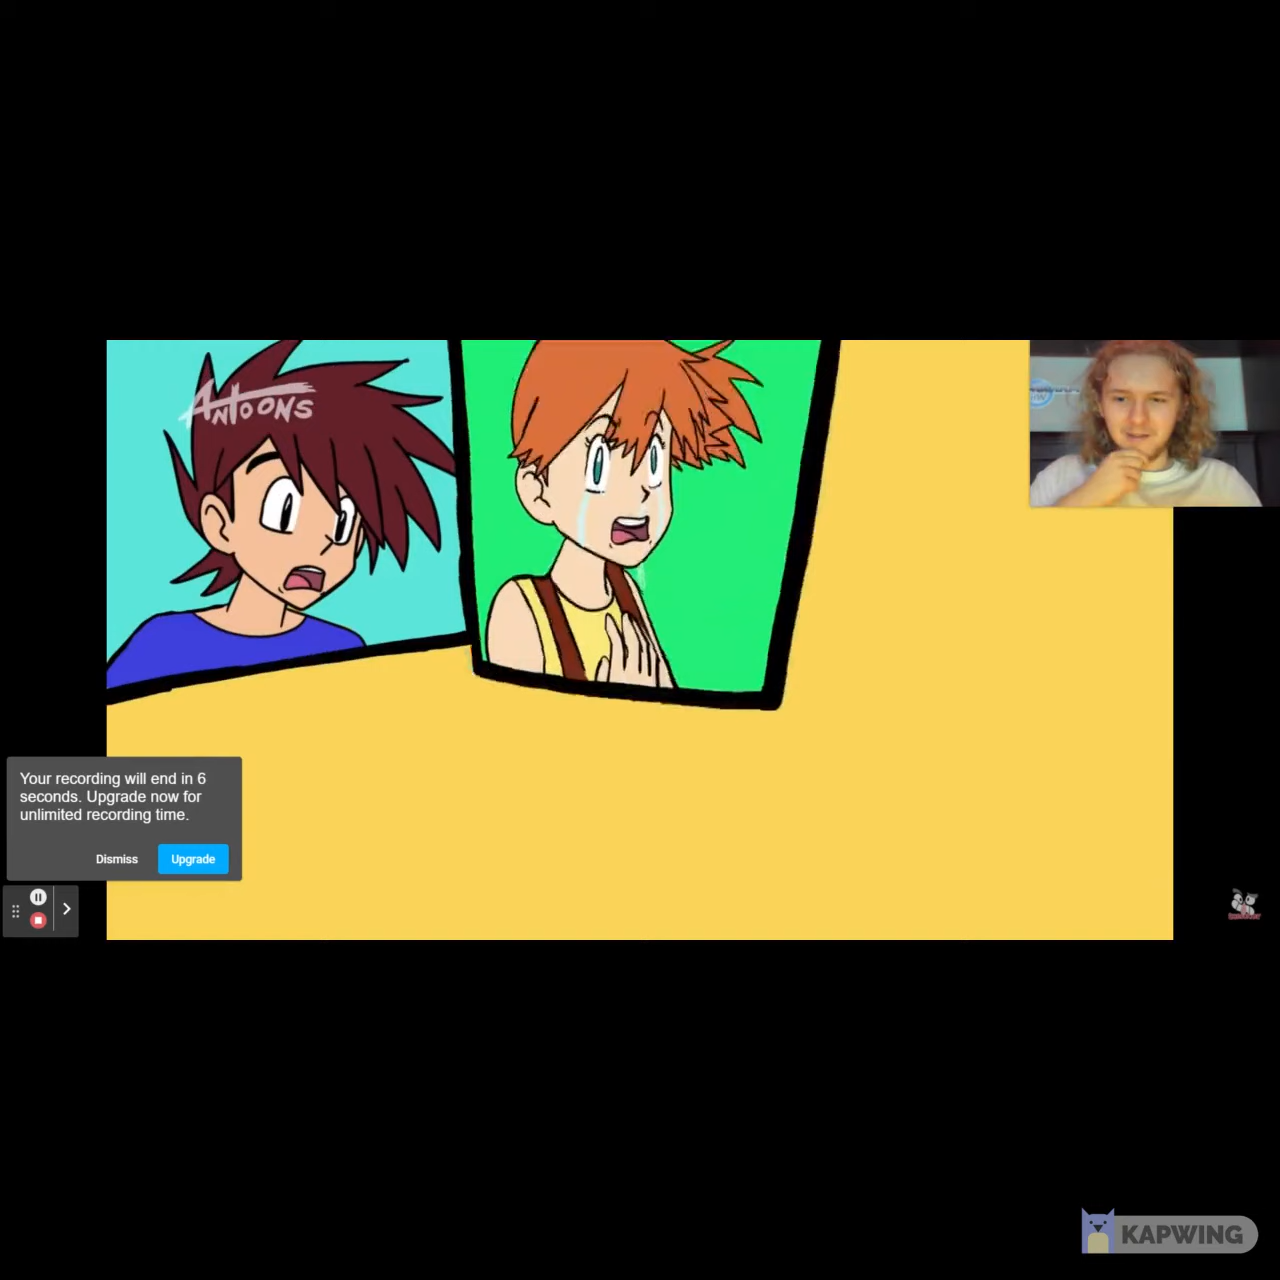 ANTOONS
Your recording will end in 6
seconds. Upgrade now for
unlimited recording time.
Dismiss
Upgrade
KAPWING